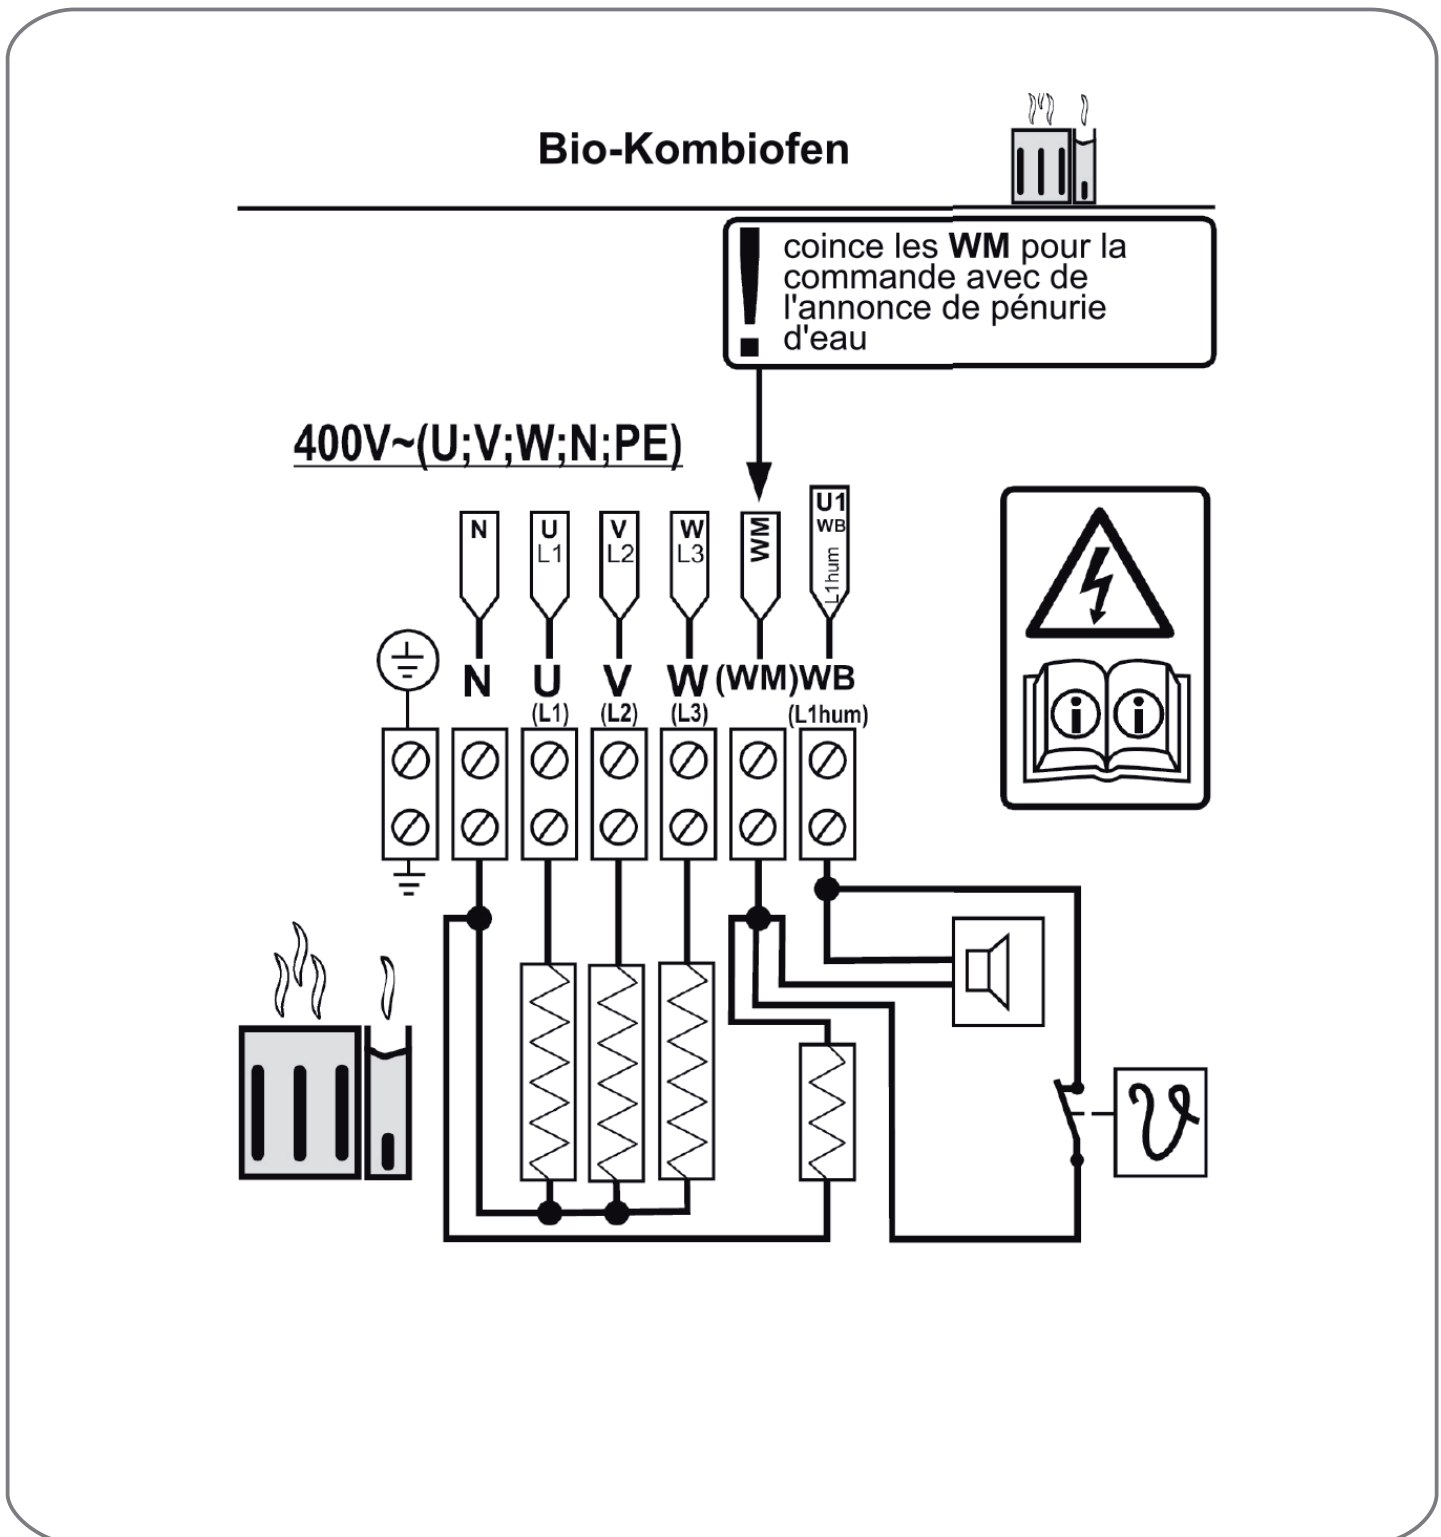 Bio-Kombiofen
! coince les WM pour la
commande avec de
l'annonce de pénurie
d'eau
400V~(U;V;W;N;PE)
N
U
L1
V
L2
W
L3
WM
U1
WB
L1hum
N U V W (WM) WB
(L1) (L2) (L3) (L1hum)
i i
ϑ